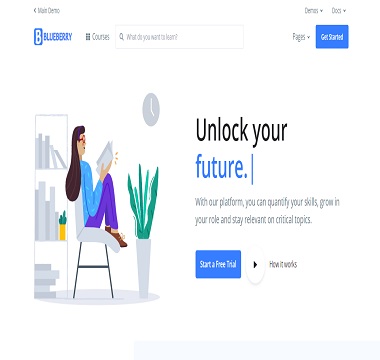 Main Demo
Demos Docs
B BLUEBERRY Courses What do you want to learn? Pages Get Started
Unlock your
future.|
With our platform, you can quantify your skills, grow in
your role and stay relevant on critical topics.
Start a Free Trial How it works